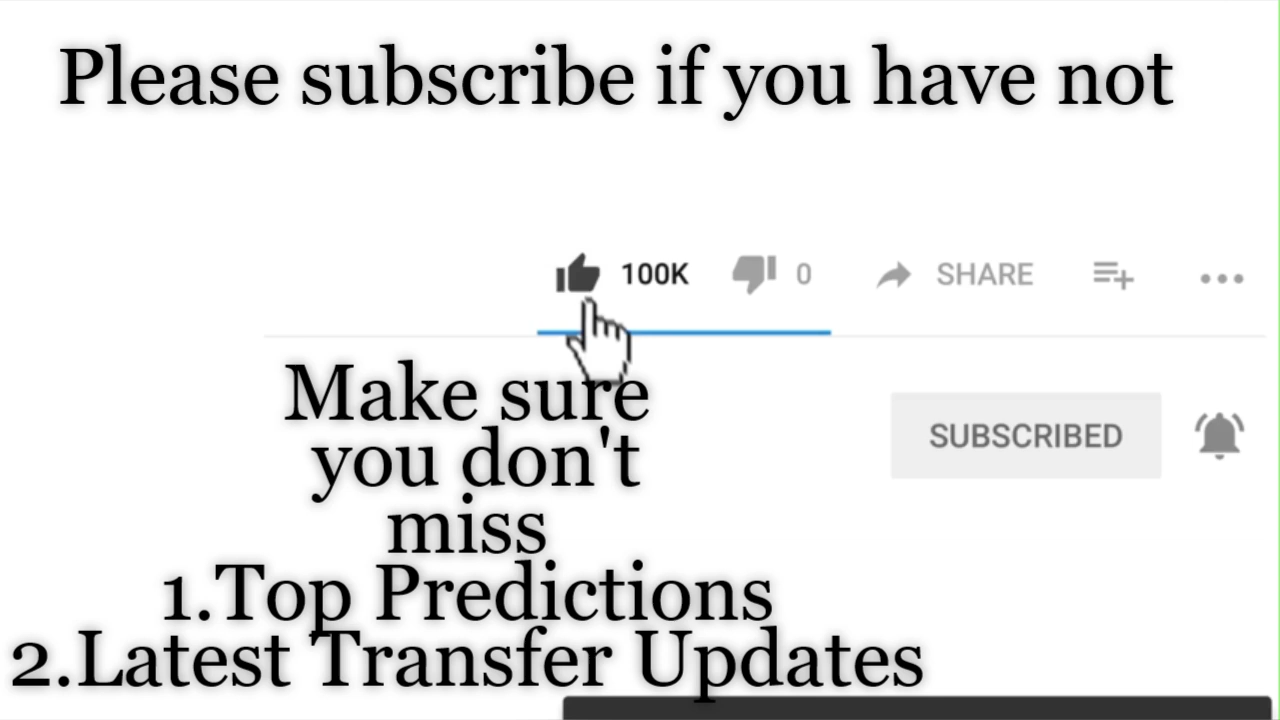 Please subscribe if you have not
100K 0 SHARE
Make sure
you don't
miss
SUBSCRIBED
1.Top Predictions
2.Latest Transfer Updates